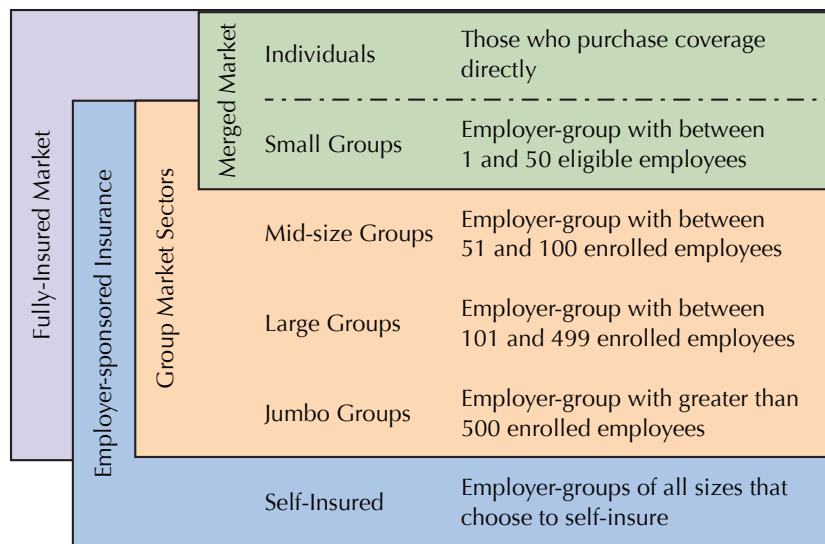 Fully-Insured Market
Employer-sponsored Insurance
Group Market Sectors
Merged Market
Individuals
Those who purchase coverage
directly
Small Groups
Employer-group with between
1 and 50 eligible employees
Mid-size Groups
Employer-group with between
51 and 100 enrolled employees
Large Groups
Employer-group with between
101 and 499 enrolled employees
Jumbo Groups
Employer-group with greater than
500 enrolled employees
Self-Insured
Employer-groups of all sizes that
choose to self-insure